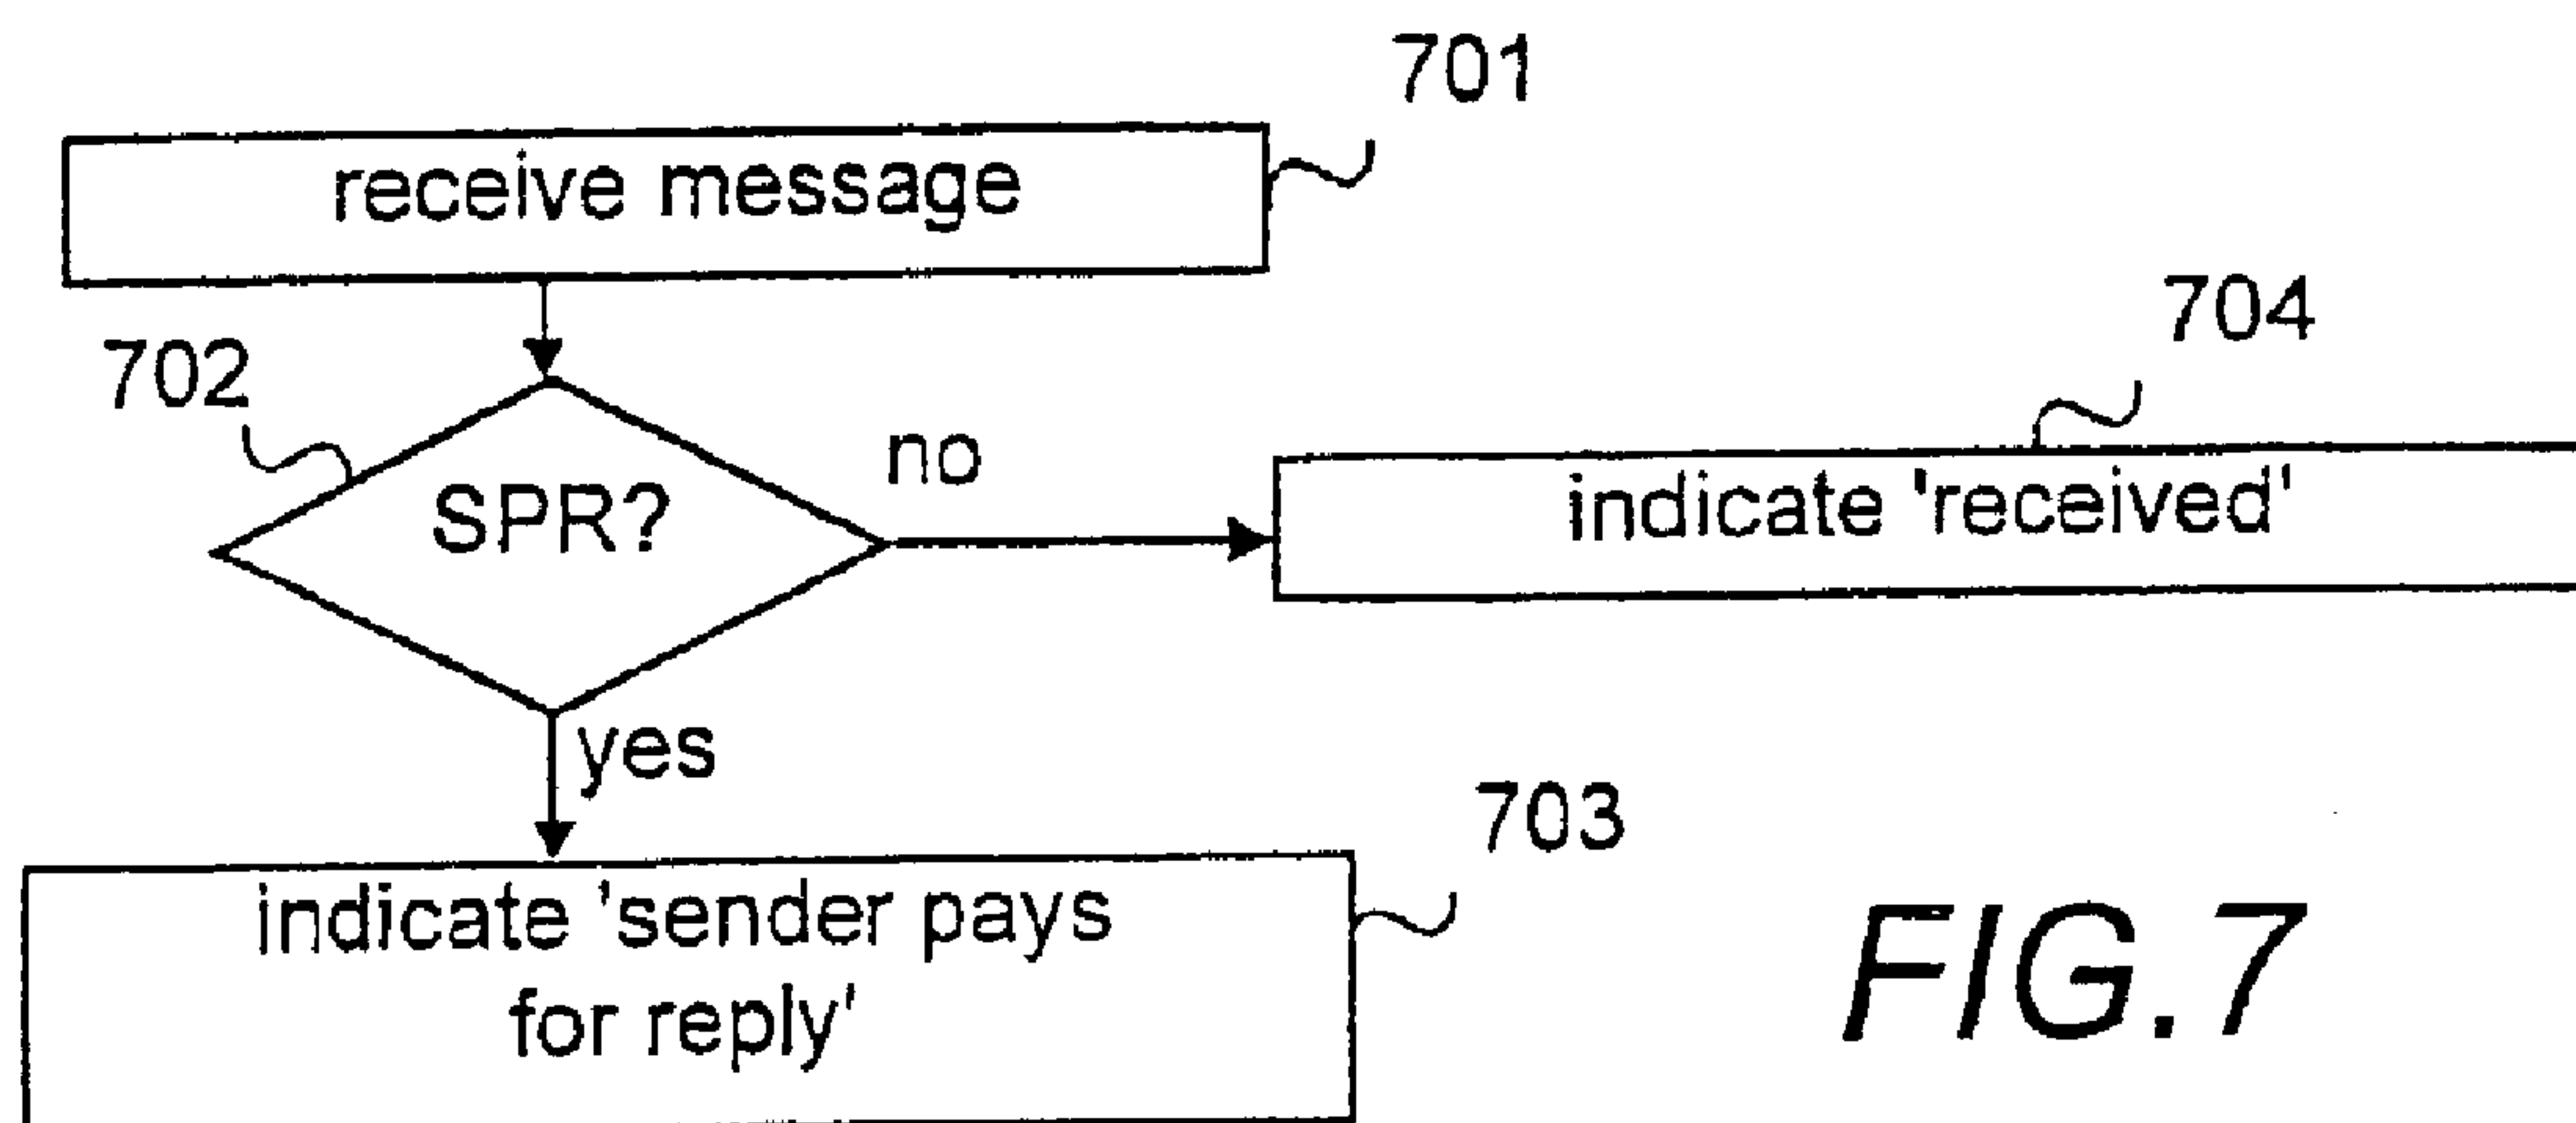 701
receive message
702
704
no
SPR?
indicate 'received'
yes
703
indicate 'sender pays
for reply'
FIG.7